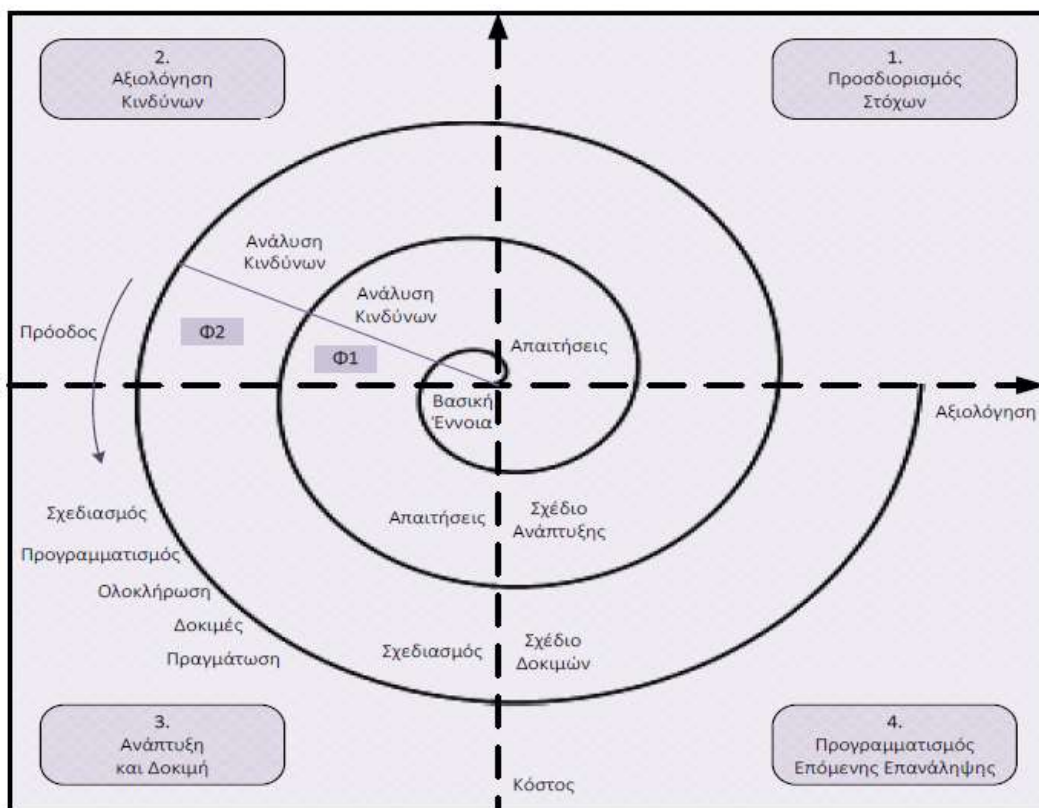 2.
Αξιολόγηση
Κινδύνων
1.
Προσδιορισμός
Στόχων
Ανάλυση
Κινδύνων
Ανάλυση
Κινδύνων
Πρόοδος
Φ2
Φ1
Απαιτήσεις
Βασική
Έννοια
Αξιολόγηση
Σχεδιασμός
Προγραμματισμός
Ολοκλήρωση
Δοκιμές
Πραγμάτωση
Απαιτήσεις
Σχέδιο
Ανάπτυξης
Σχεδιασμός
Σχέδιο
Δοκιμών
3.
Ανάπτυξη
και Δοκιμή
4.
Προγραμματισμός
Επόμενης Επανάληψης
Κόστος